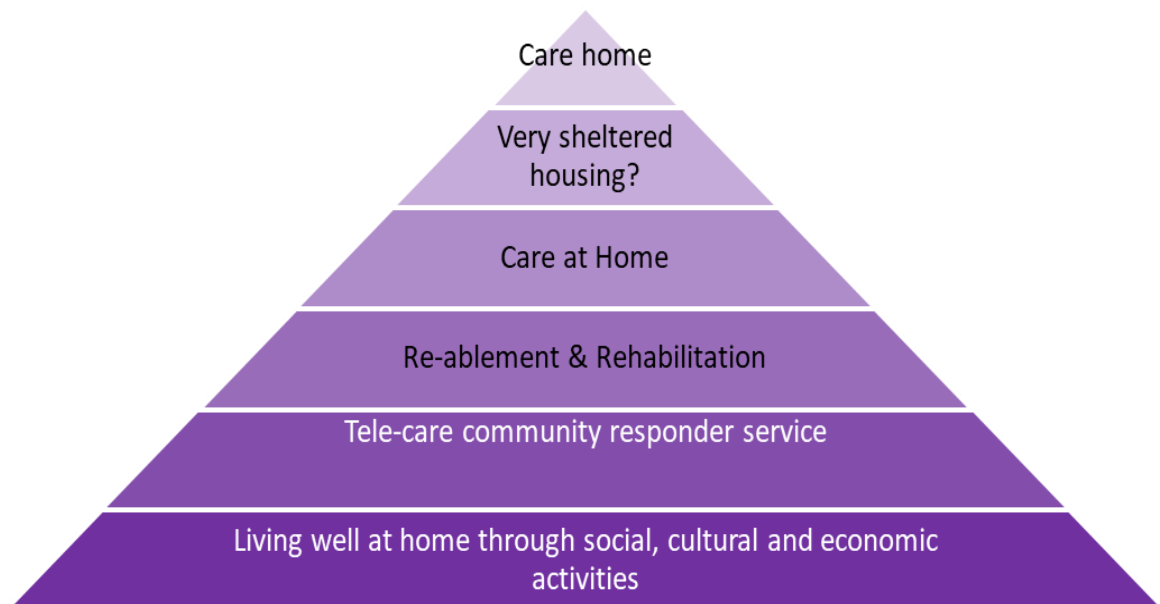 Care home
Very sheltered
housing?
Care at Home
Re-ablement & Rehabilitation
Tele-care community responder service
Living well at home through social, cultural and economic
activities